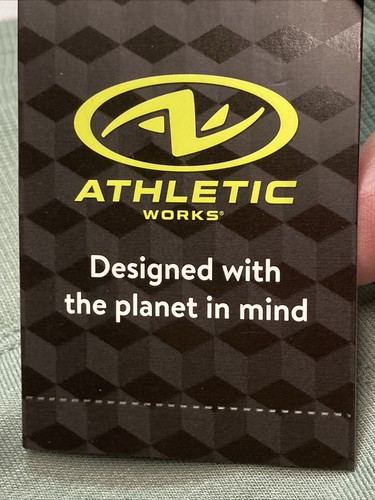 ATHLETIC
WORKS®
Designed with
the planet in mind